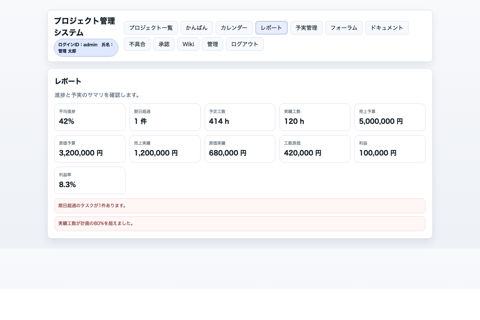 プロジェクト管理
システム
ログインID：admin 氏名：
管理 太郎
プロジェクト一覧
かんばん
カレンダー
レポート
予実管理
フォーラム
ドキュメント
不具合
承認
Wiki
管理
ログアウト
レポート
進捗と予実のサマリを確認します。
平均進捗
42%
期日超過
1 件
予定工数
414 h
実績工数
120 h
売上予算
5,000,000 円
原価予算
3,200,000 円
売上実績
1,200,000 円
原価実績
680,000 円
工数原価
420,000 円
利益
100,000 円
利益率
8.3%
期日超過のタスクが1件あります。
実績工数が計画の80%を超えました。